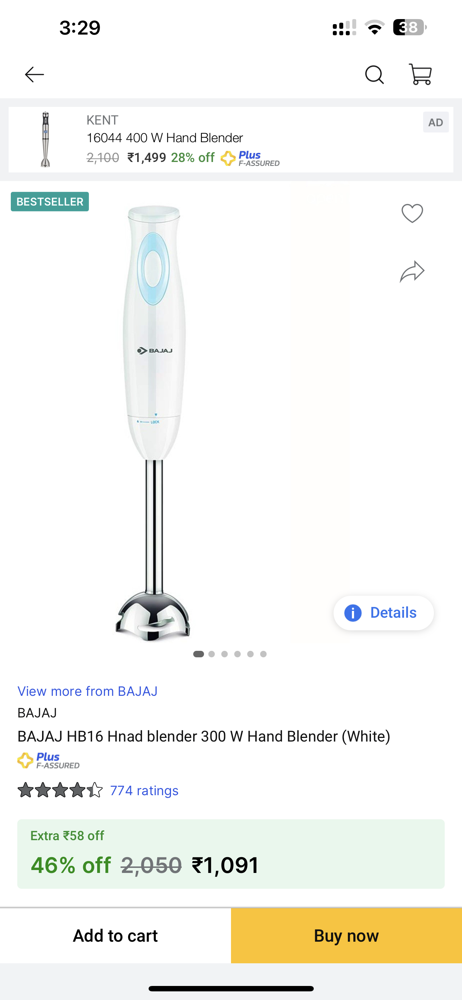 3:29
38
KENT
AD
16044 400 W Hand Blender
2,100 ₹1,499 28% off Plus F-ASSURED
BESTSELLER
BAJAJ
LOCK
Details
View more from BAJAJ
BAJAJ
BAJAJ HB16 Hnad blender 300 W Hand Blender (White)
Plus
F-ASSURED
774 ratings
Extra ₹58 off
46% off 2,050 ₹1,091
Add to cart
Buy now